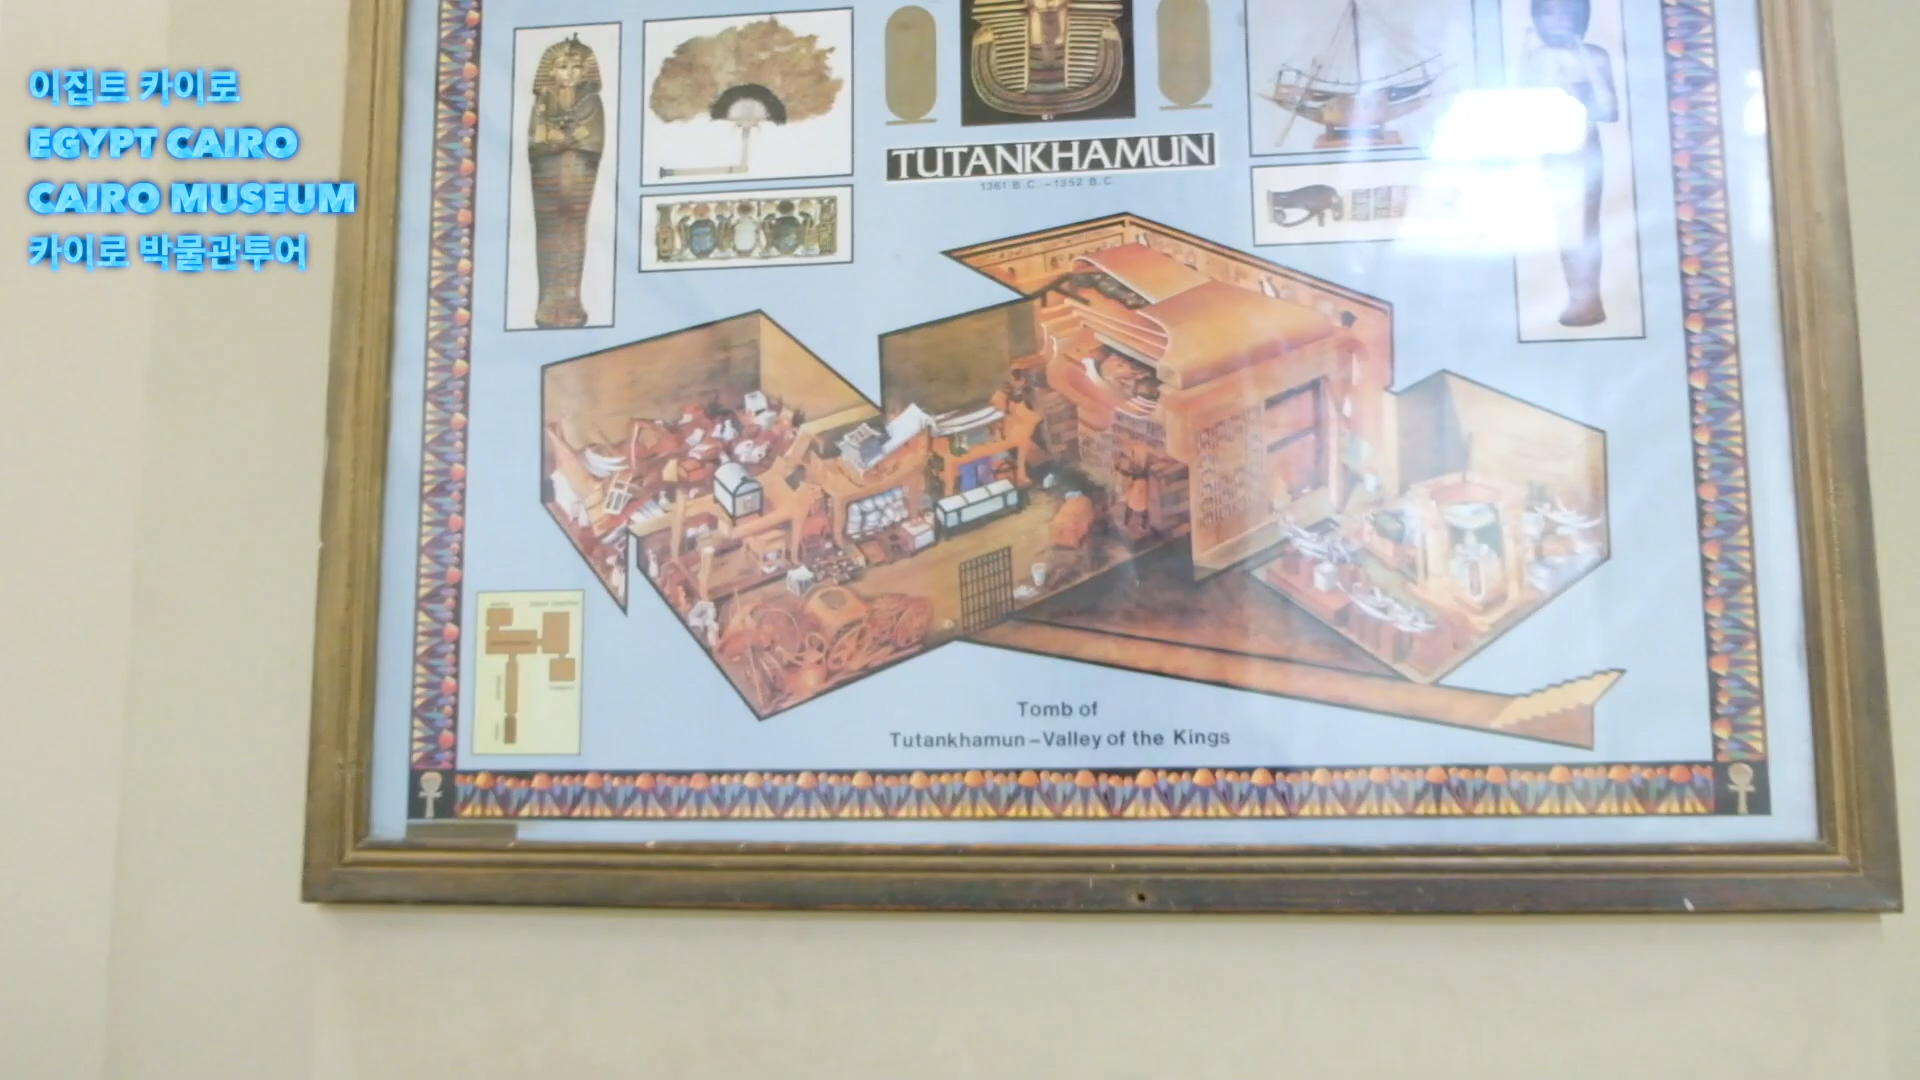 이집트 카이로
EGYPT CAIRO
CAIRO MUSEUM
카이로 박물관투어
TUTANKHAMUN
1361 B.C. – 1352 B.C.
Tomb of
Tutankhamun – Valley of the Kings